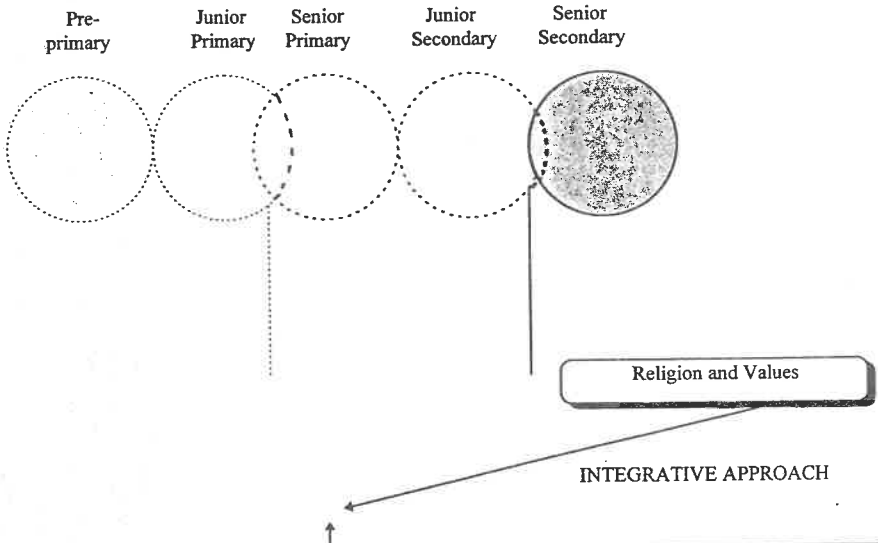 Pre-
primary
Junior
Primary
Senior
Primary
Junior
Secondary
Senior
Secondary
Religion and Values
INTEGRATIVE APPROACH